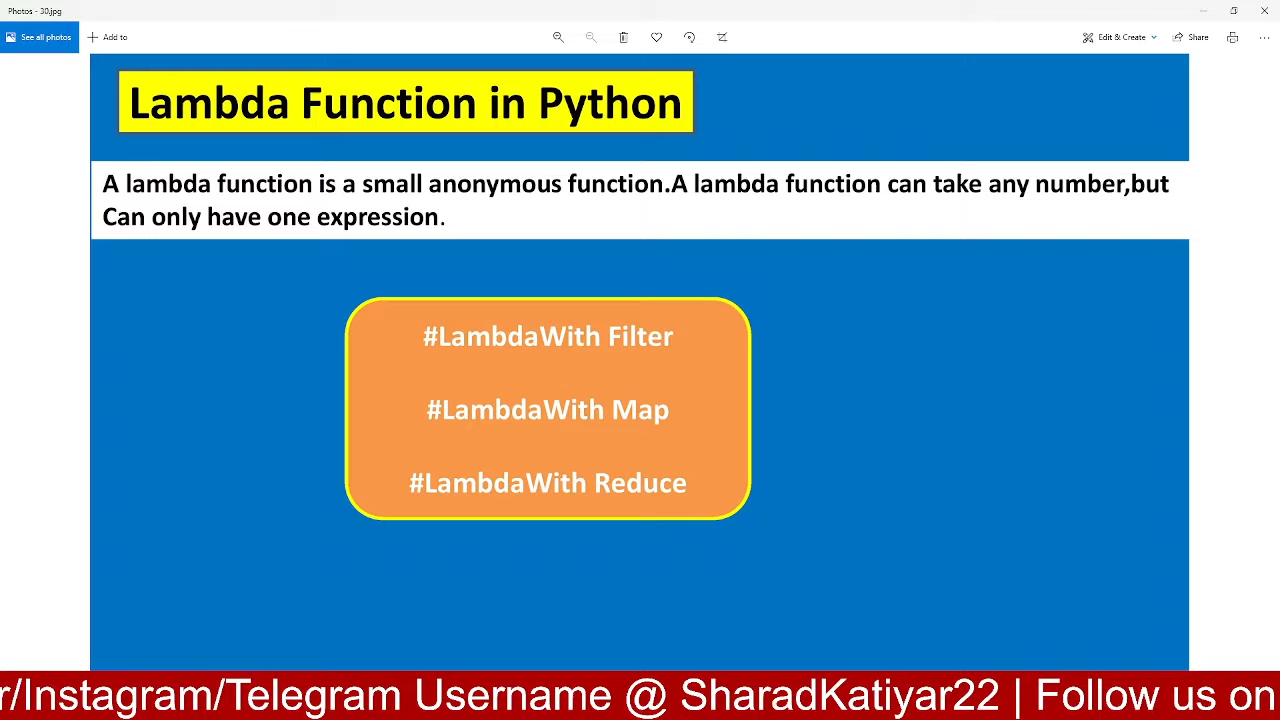 Photos - 30.jpg
See all photos
Add to
Edit & Create
Share
Lambda Function in Python
A lambda function is a small anonymous function.A lambda function can take any number,but
Can only have one expression.
#LambdaWith Filter
#LambdaWith Map
#LambdaWith Reduce
r/Instagram/Telegram Username @ SharadKatiyar22 | Follow us on